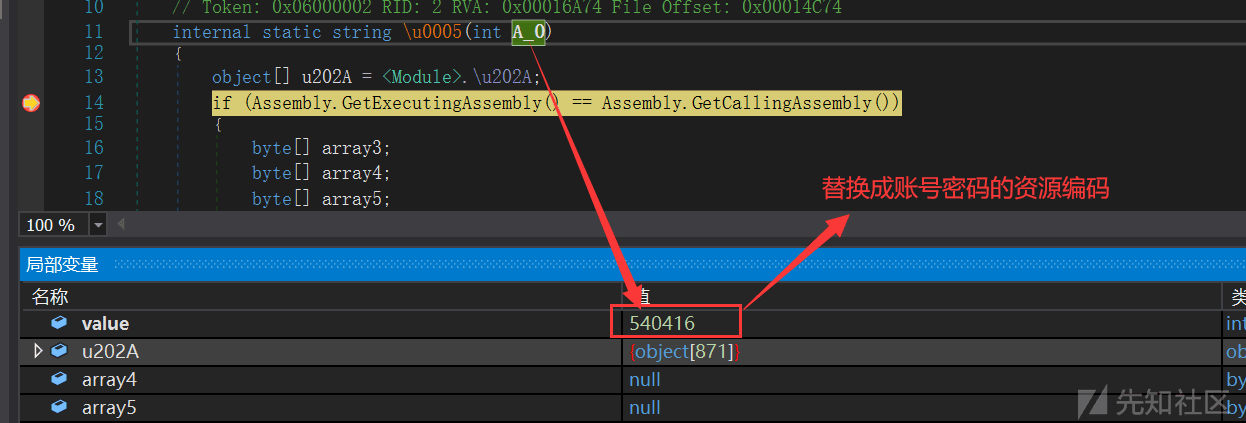 10 // Token: 0x06000002 RID: 2 RVA: 0x00016A74 File Offset: 0x00014C74
11 internal static string \u0005(int A_0)
12 {
13 object[] u202A = <Module>.\u202A;
14 if (Assembly.GetExecutingAssembly() == Assembly.GetCallingAssembly())
15 {
16 byte[] array3;
17 byte[] array4;
18 byte[] array5;
替换成账号密码的资源编码
100 %
局部变量
名称 值 类
value 540416 int
u202A {object[871]} ob
array4 null by
array5 null by
先知社区